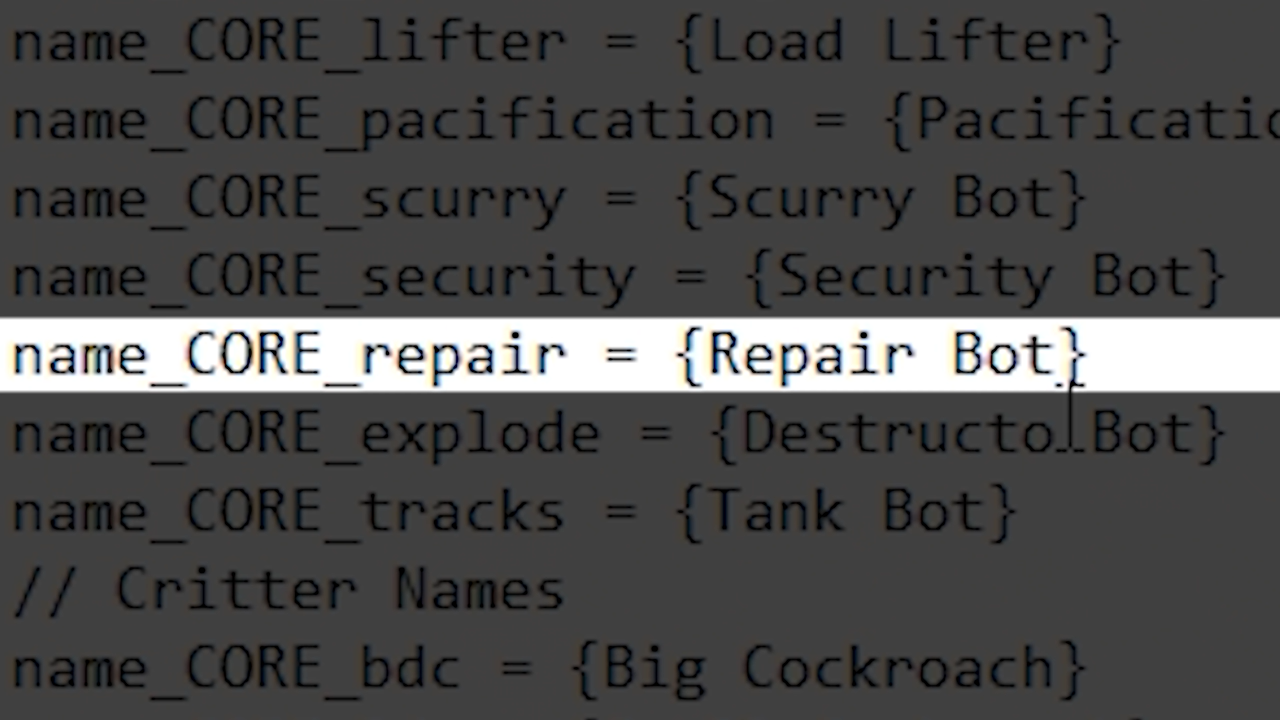 name_CORE_lifter = {Load Lifter}
name_CORE_pacification = {Pacificatio
name_CORE_scurry = {Scurry Bot}
name_CORE_security = {Security Bot}
name_CORE_repair = {Repair Bot}
name_CORE_explode = {Destructo Bot}
name_CORE_tracks = {Tank Bot}
// Critter Names
name_CORE_bdc = {Big Cockroach}